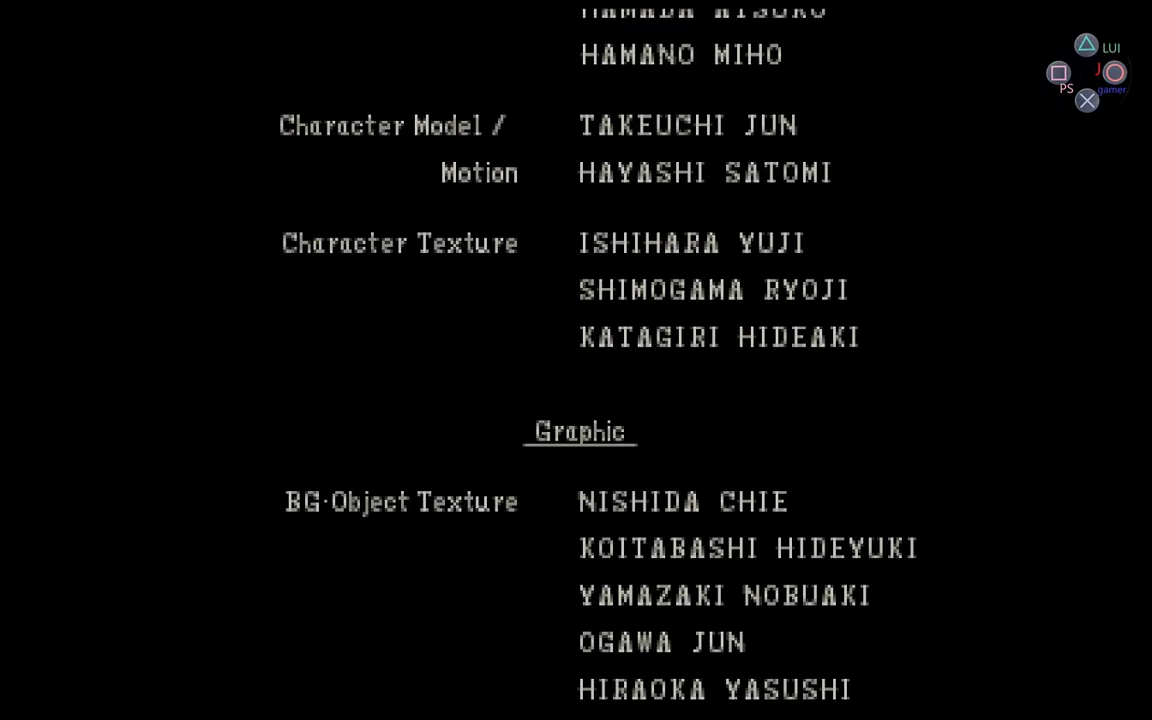 HAMANO MIHO
Character Model / TAKEUCHI JUN
Motion HAYASHI SATOMI
Character Texture ISHIHARA YUJI
SHIMOGAMA RYOJI
KATAGIRI HIDEAKI
Graphic
BG·Object Texture NISHIDA CHIE
KOITABASHI HIDEYUKI
YAMAZAKI NOBUAKI
OGAWA JUN
HIRAOKA YASUSHI
LUI
J
PS gamer